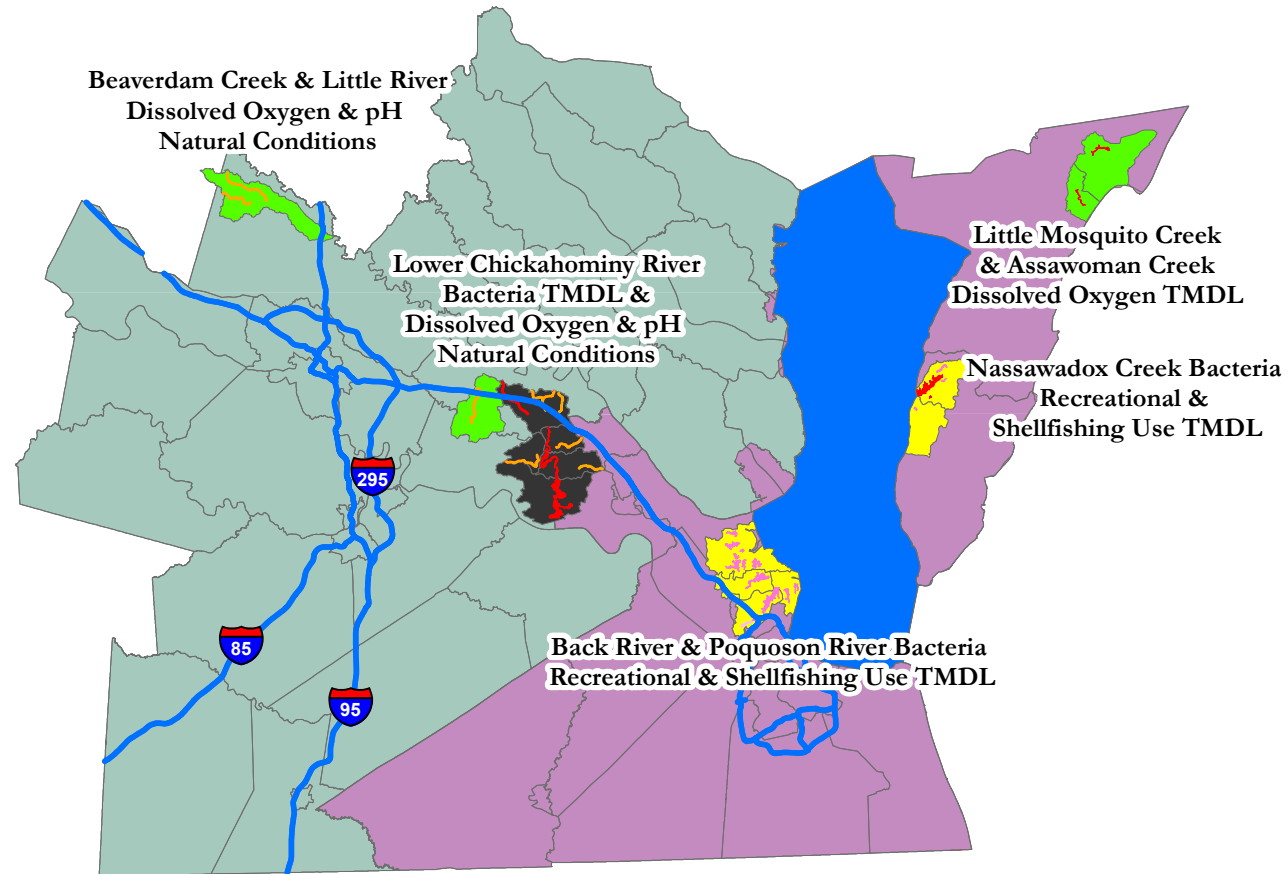 Beaverdam Creek & Little River
Dissolved Oxygen & pH
Natural Conditions
Lower Chickahominy River
Bacteria TMDL &
Dissolved Oxygen & pH
Natural Conditions
Little Mosquito Creek
& Assawoman Creek
Dissolved Oxygen TMDL
Nassawadox Creek Bacteria
Recreational &
Shellfishing Use TMDL
295
85
95
Back River & Poquoson River Bacteria
Recreational & Shellfishing Use TMDL